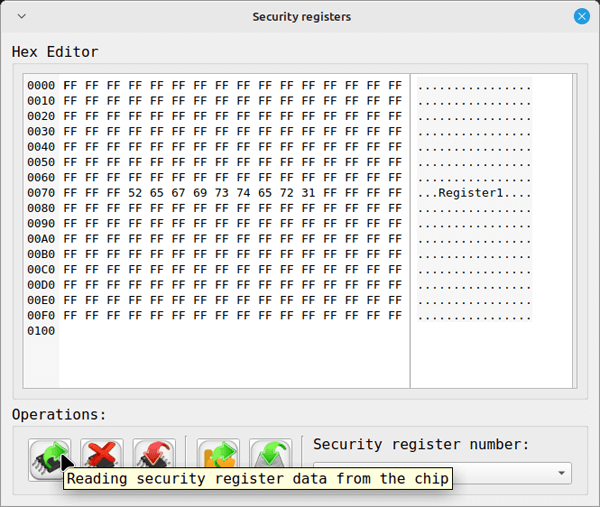 Security registers
Hex Editor
0000 FF FF FF FF FF FF FF FF FF FF FF FF FF FF FF FF ................
0010 FF FF FF FF FF FF FF FF FF FF FF FF FF FF FF FF ................
0020 FF FF FF FF FF FF FF FF FF FF FF FF FF FF FF FF ................
0030 FF FF FF FF FF FF FF FF FF FF FF FF FF FF FF FF ................
0040 FF FF FF FF FF FF FF FF FF FF FF FF FF FF FF FF ................
0050 FF FF FF FF FF FF FF FF FF FF FF FF FF FF FF FF ................
0060 FF FF FF FF FF FF FF FF FF FF FF FF FF FF FF FF ................
0070 FF FF FF 52 65 67 69 73 74 65 72 31 FF FF FF FF ...Register1....
0080 FF FF FF FF FF FF FF FF FF FF FF FF FF FF FF FF ................
0090 FF FF FF FF FF FF FF FF FF FF FF FF FF FF FF FF ................
00A0 FF FF FF FF FF FF FF FF FF FF FF FF FF FF FF FF ................
00B0 FF FF FF FF FF FF FF FF FF FF FF FF FF FF FF FF ................
00C0 FF FF FF FF FF FF FF FF FF FF FF FF FF FF FF FF ................
00D0 FF FF FF FF FF FF FF FF FF FF FF FF FF FF FF FF ................
00E0 FF FF FF FF FF FF FF FF FF FF FF FF FF FF FF FF ................
00F0 FF FF FF FF FF FF FF FF FF FF FF FF FF FF FF FF ................
0100
Operations:
Security register number:
Reading security register data from the chip